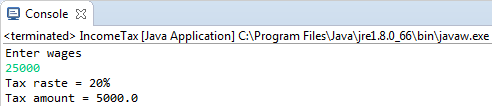 Console
<terminated> IncomeTax [Java Application] C:\Program Files\Java\jre1.8.0_66\bin\javaw.exe
Enter wages
25000
Tax raste = 20%
Tax amount = 5000.0